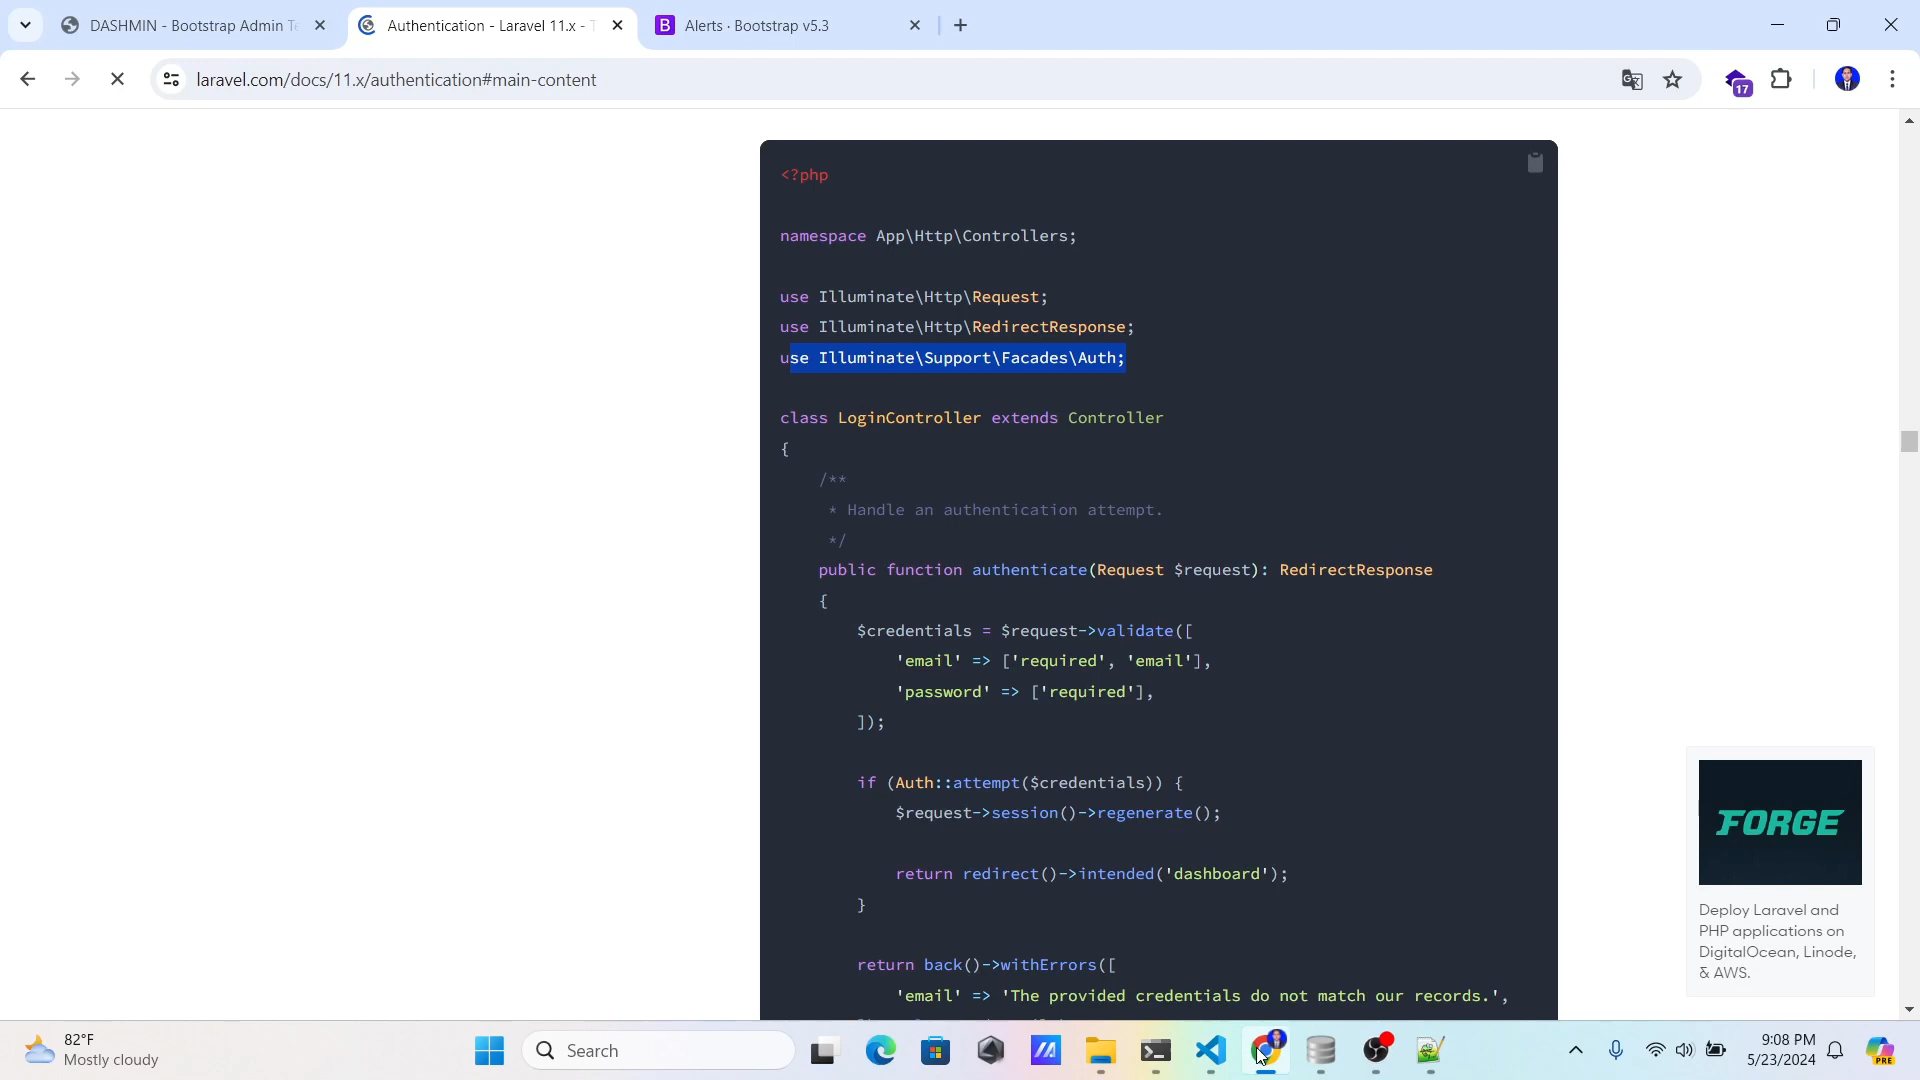 DASHMIN - Bootstrap Admin Te
Authentication - Laravel 11.x - T
Alerts · Bootstrap v5.3
laravel.com/docs/11.x/authentication#main-content
17
<?php
namespace App\Http\Controllers;
use Illuminate\Http\Request;
use Illuminate\Http\RedirectResponse;
use Illuminate\Support\Facades\Auth;
class LoginController extends Controller
{
/**
* Handle an authentication attempt.
*/
public function authenticate(Request $request): RedirectResponse
{
$credentials = $request->validate([
'email' => ['required', 'email'],
'password' => ['required'],
]);
if (Auth::attempt($credentials)) {
$request->session()->regenerate();
return redirect()->intended('dashboard');
}
return back()->withErrors([
'email' => 'The provided credentials do not match our records.',
FORGE
Deploy Laravel and
PHP applications on
DigitalOcean, Linode,
& AWS.
82°F
Mostly cloudy
Search
9:08 PM
5/23/2024
PRE